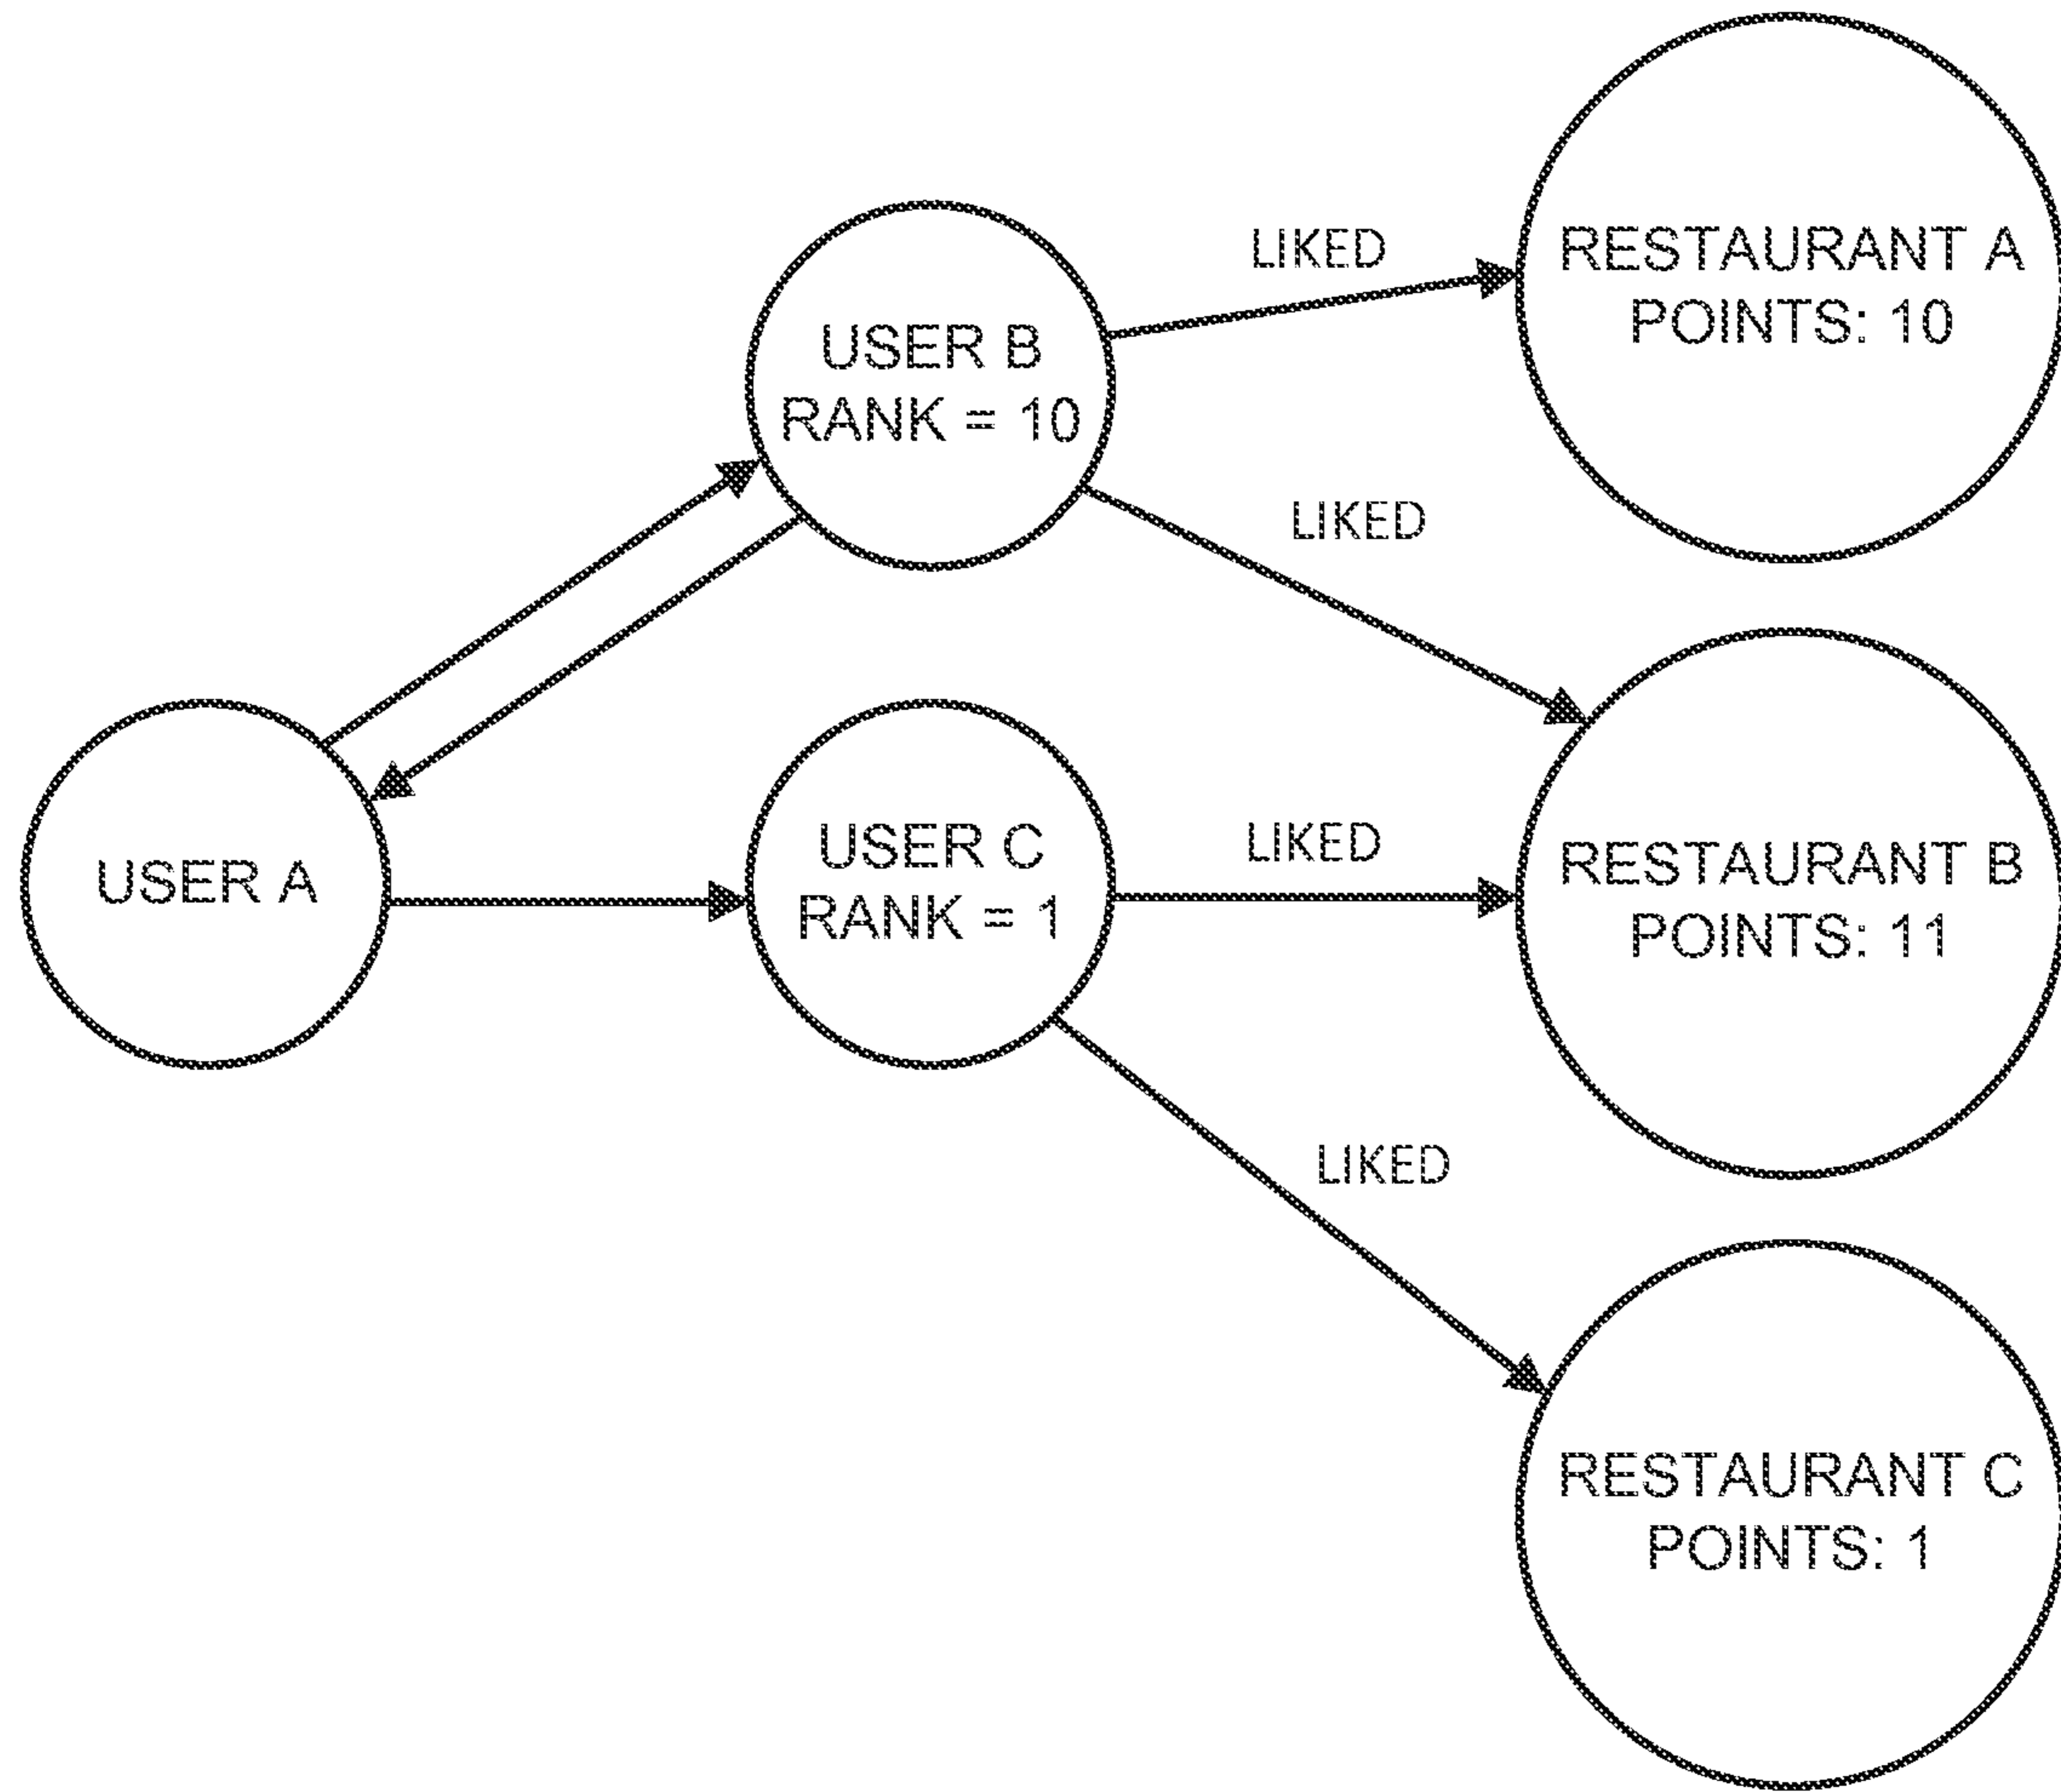 LIKED
RESTAURANT A
POINTS: 10
USER B
RANK = 10
LIKED
USER A
USER C
RANK = 1
LIKED
RESTAURANT B
POINTS: 11
LIKED
RESTAURANT C
POINTS: 1